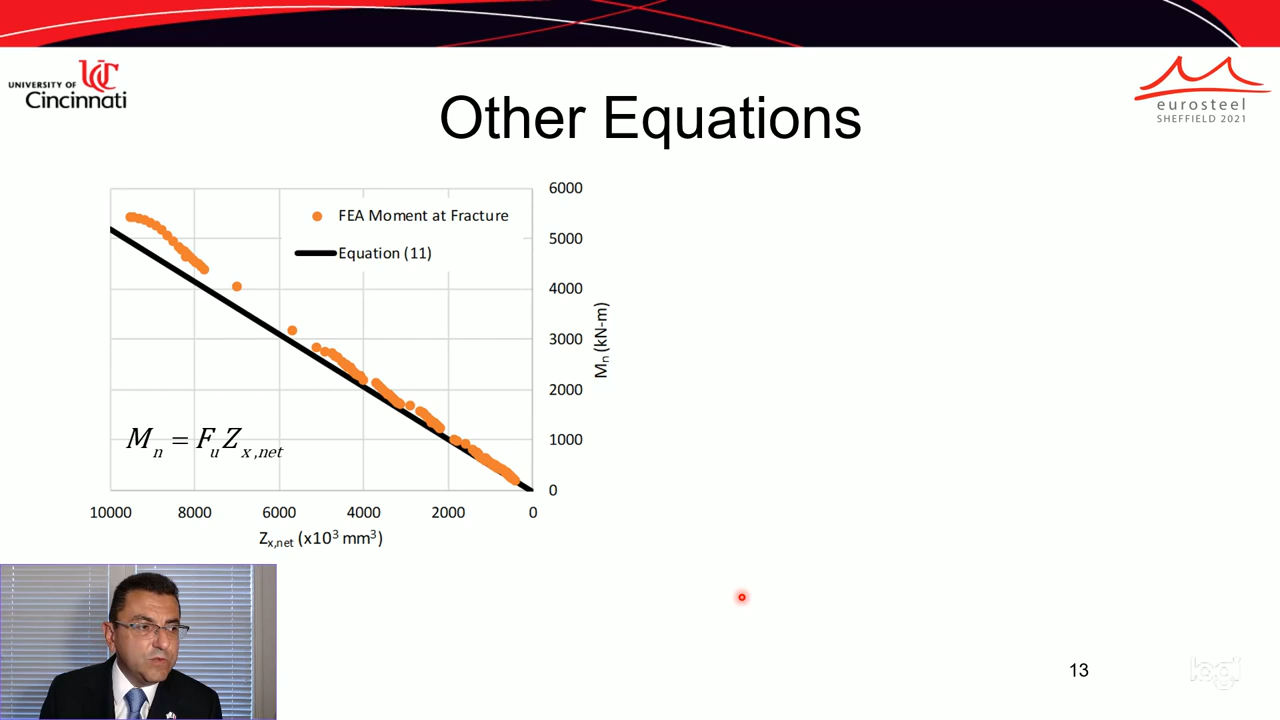 UNIVERSITY OF
Cincinnati
eurosteel
SHEFFIELD 2021
Other Equations
6000
FEA Moment at Fracture
5000
Equation (11)
4000
3000
2000
1000
0
Mn (kN-m)
Mn = FuZx,net
10000 8000 6000 4000 2000 0
Zx,net (x10³ mm³)
13
logi